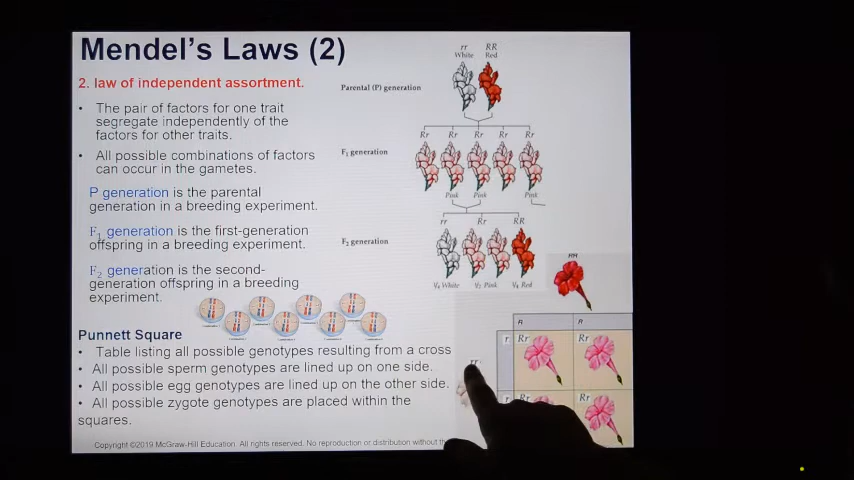 Mendel's Laws (2)
2. law of independent assortment.
• The pair of factors for one trait
segregate independently of the
factors for other traits.
• All possible combinations of factors
can occur in the gametes.
P generation is the parental
generation in a breeding experiment.
F1 generation is the first-generation
offspring in a breeding experiment.
F2 generation is the second-
generation offspring in a breeding
experiment.
Punnett Square
• Table listing all possible genotypes resulting from a cross
• All possible sperm genotypes are lined up on one side.
• All possible egg genotypes are lined up on the other side.
• All possible zygote genotypes are placed within the
squares.
Copyright ©2019 McGraw-Hill Education. All rights reserved. No reproduction or distribution without th
rr RR
White Red
Parental (P) generation
Rr Rr Rr Rr Rr
F1 generation
Pink Pink Pink
rr Rr RR
F2 generation
1/4 White 1/2 Pink 1/4 Red
RR
R R
r Rr Rr
rr
r Rr Rr